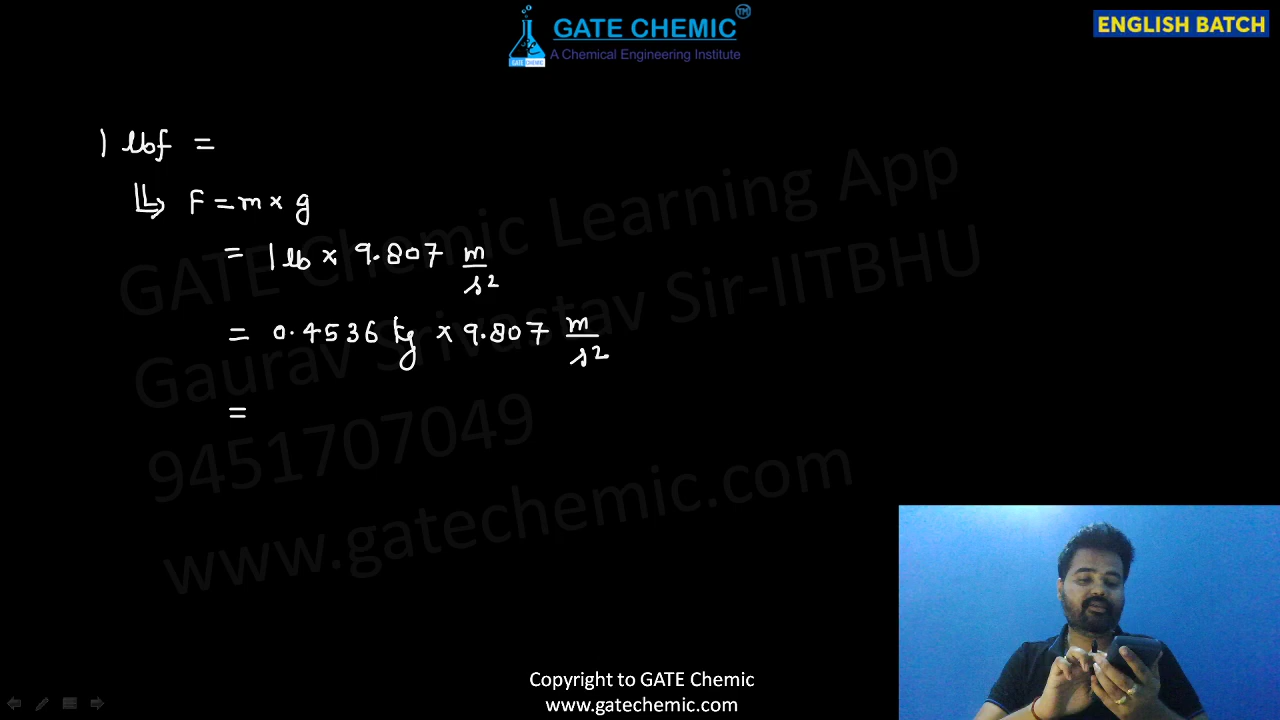 GATE CHEMIC™
A Chemical Engineering Institute
GATE CHEMIC
ENGLISH BATCH
1 lbf =
F = m × g
= 1 lb × 9.807 m/s²
= 0.4536 kg × 9.807 m/s²
=
GATE Chemic Learning App
Gaurav Srivastav Sir-IITBHU
9451707049
www.gatechemic.com
Copyright to GATE Chemic
www.gatechemic.com